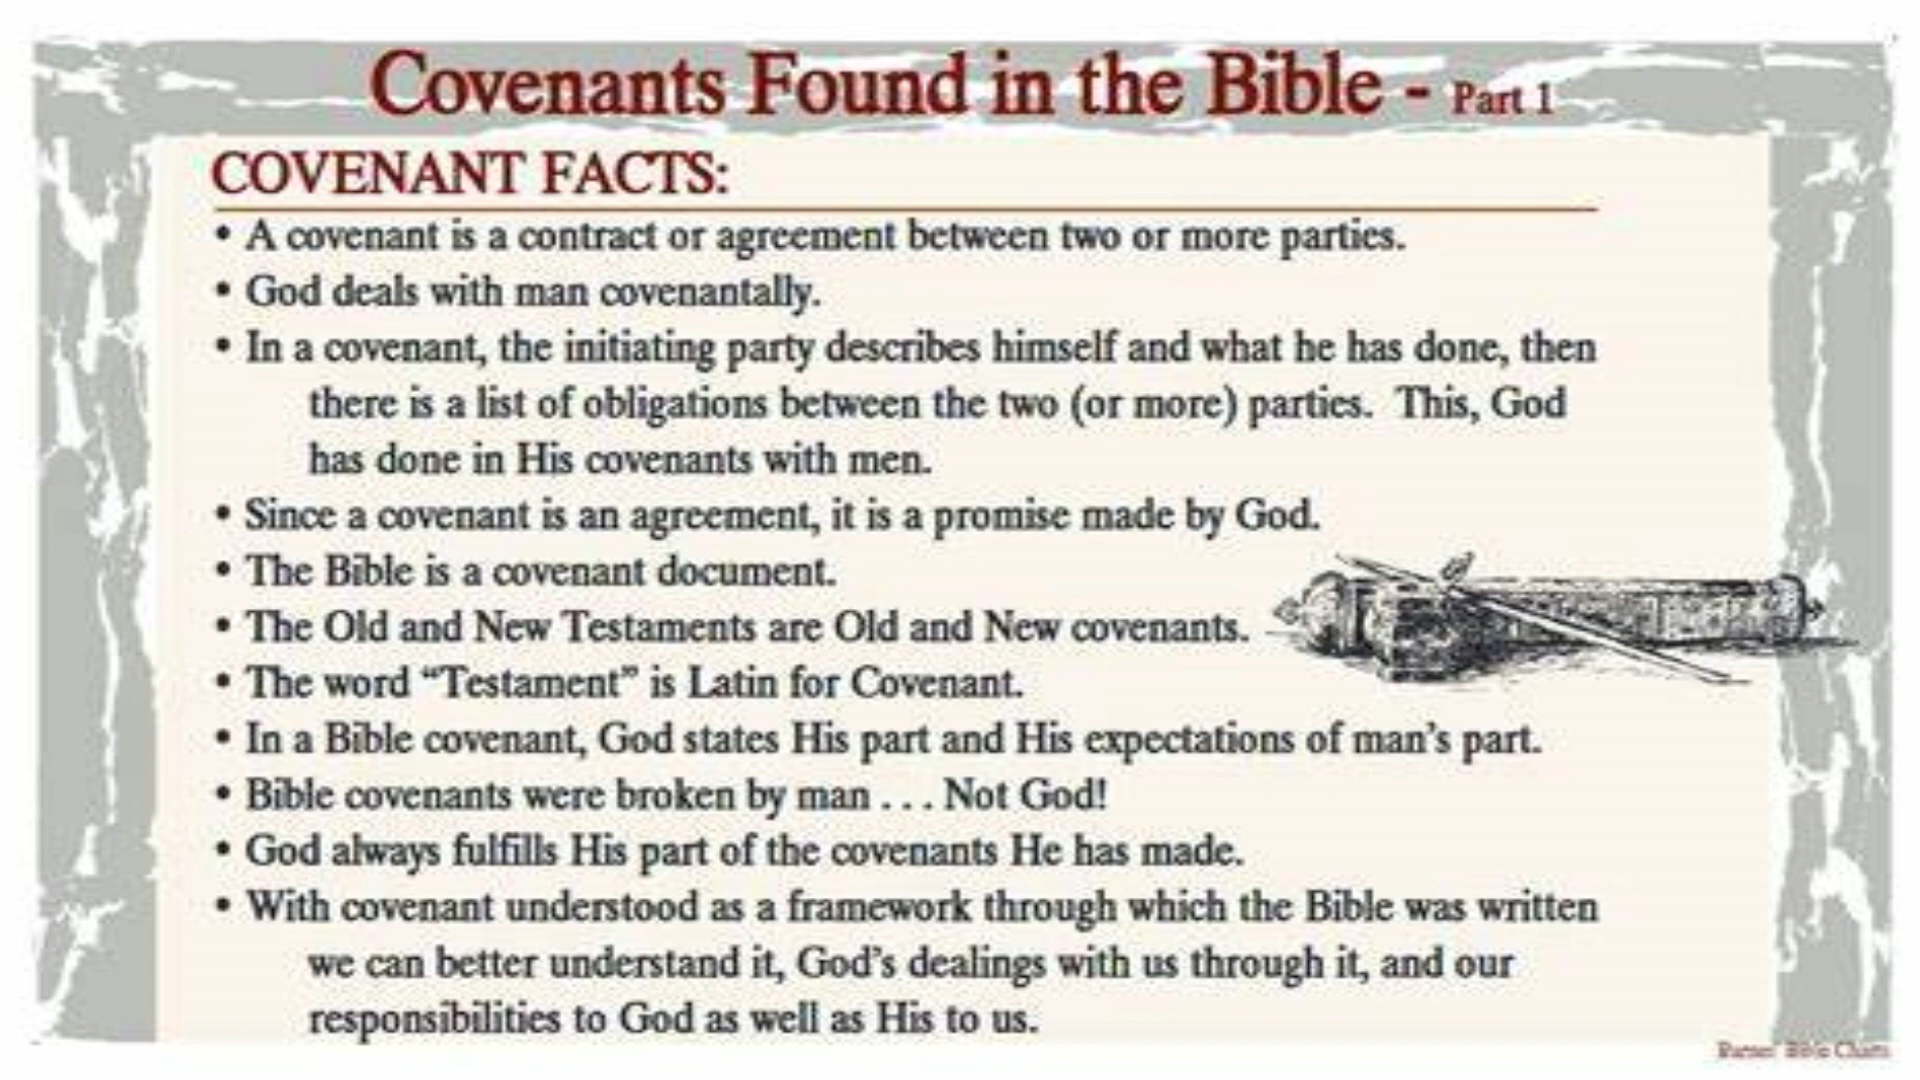 Covenants Found in the Bible - Part 1
COVENANT FACTS:
• A covenant is a contract or agreement between two or more parties.
• God deals with man covenantally.
• In a covenant, the initiating party describes himself and what he has done, then
there is a list of obligations between the two (or more) parties. This, God
has done in His covenants with men.
• Since a covenant is an agreement, it is a promise made by God.
• The Bible is a covenant document.
• The Old and New Testaments are Old and New covenants.
• The word “Testament” is Latin for Covenant.
• In a Bible covenant, God states His part and His expectations of man’s part.
• Bible covenants were broken by man . . . Not God!
• God always fulfills His part of the covenants He has made.
• With covenant understood as a framework through which the Bible was written
we can better understand it, God’s dealings with us through it, and our
responsibilities to God as well as His to us.
Bible Charts